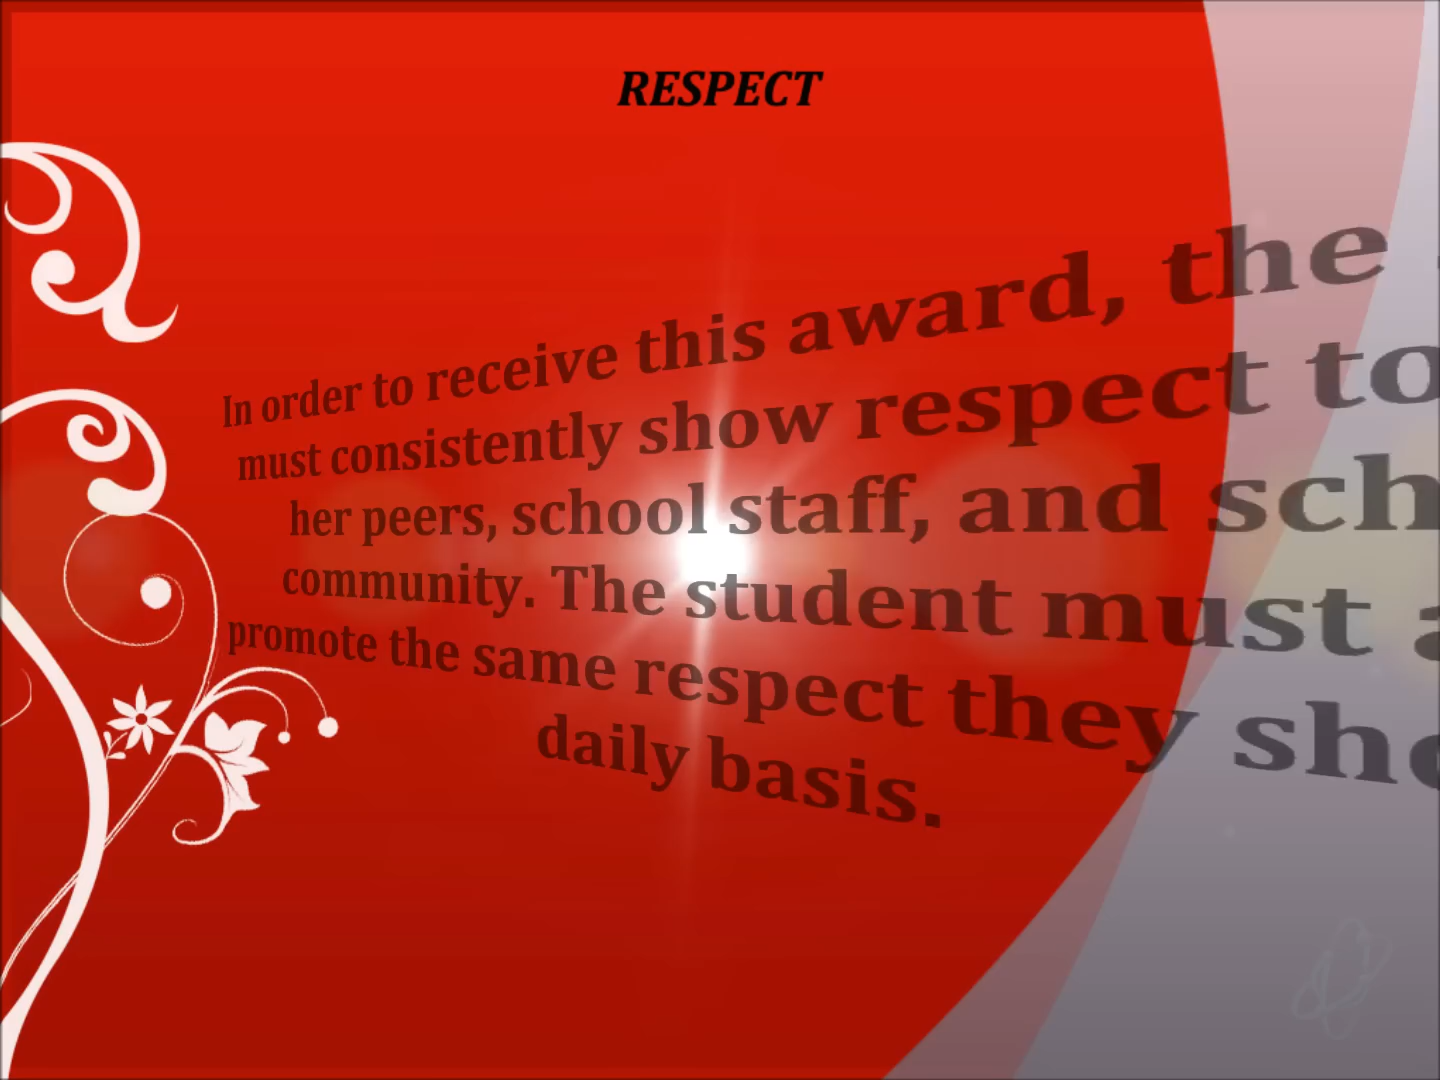 RESPECT
In order to receive this award, the
must consistently show respect to
her peers, school staff, and sch
community. The student must a
promote the same respect they sho
daily basis.